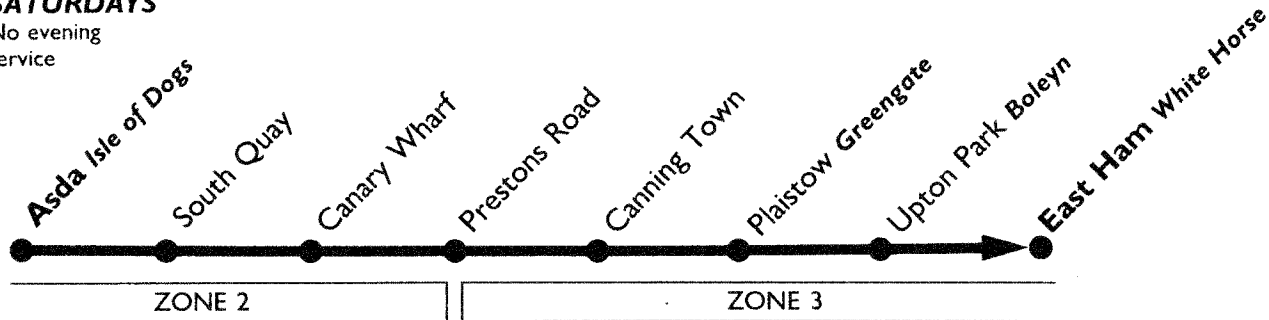 SATURDAYS
No evening
service
Asda Isle of Dogs
South Quay
Canary Wharf
Prestons Road
Canning Town
Plaistow Greengate
Upton Park Boleyn
East Ham White Horse
ZONE 2
ZONE 3